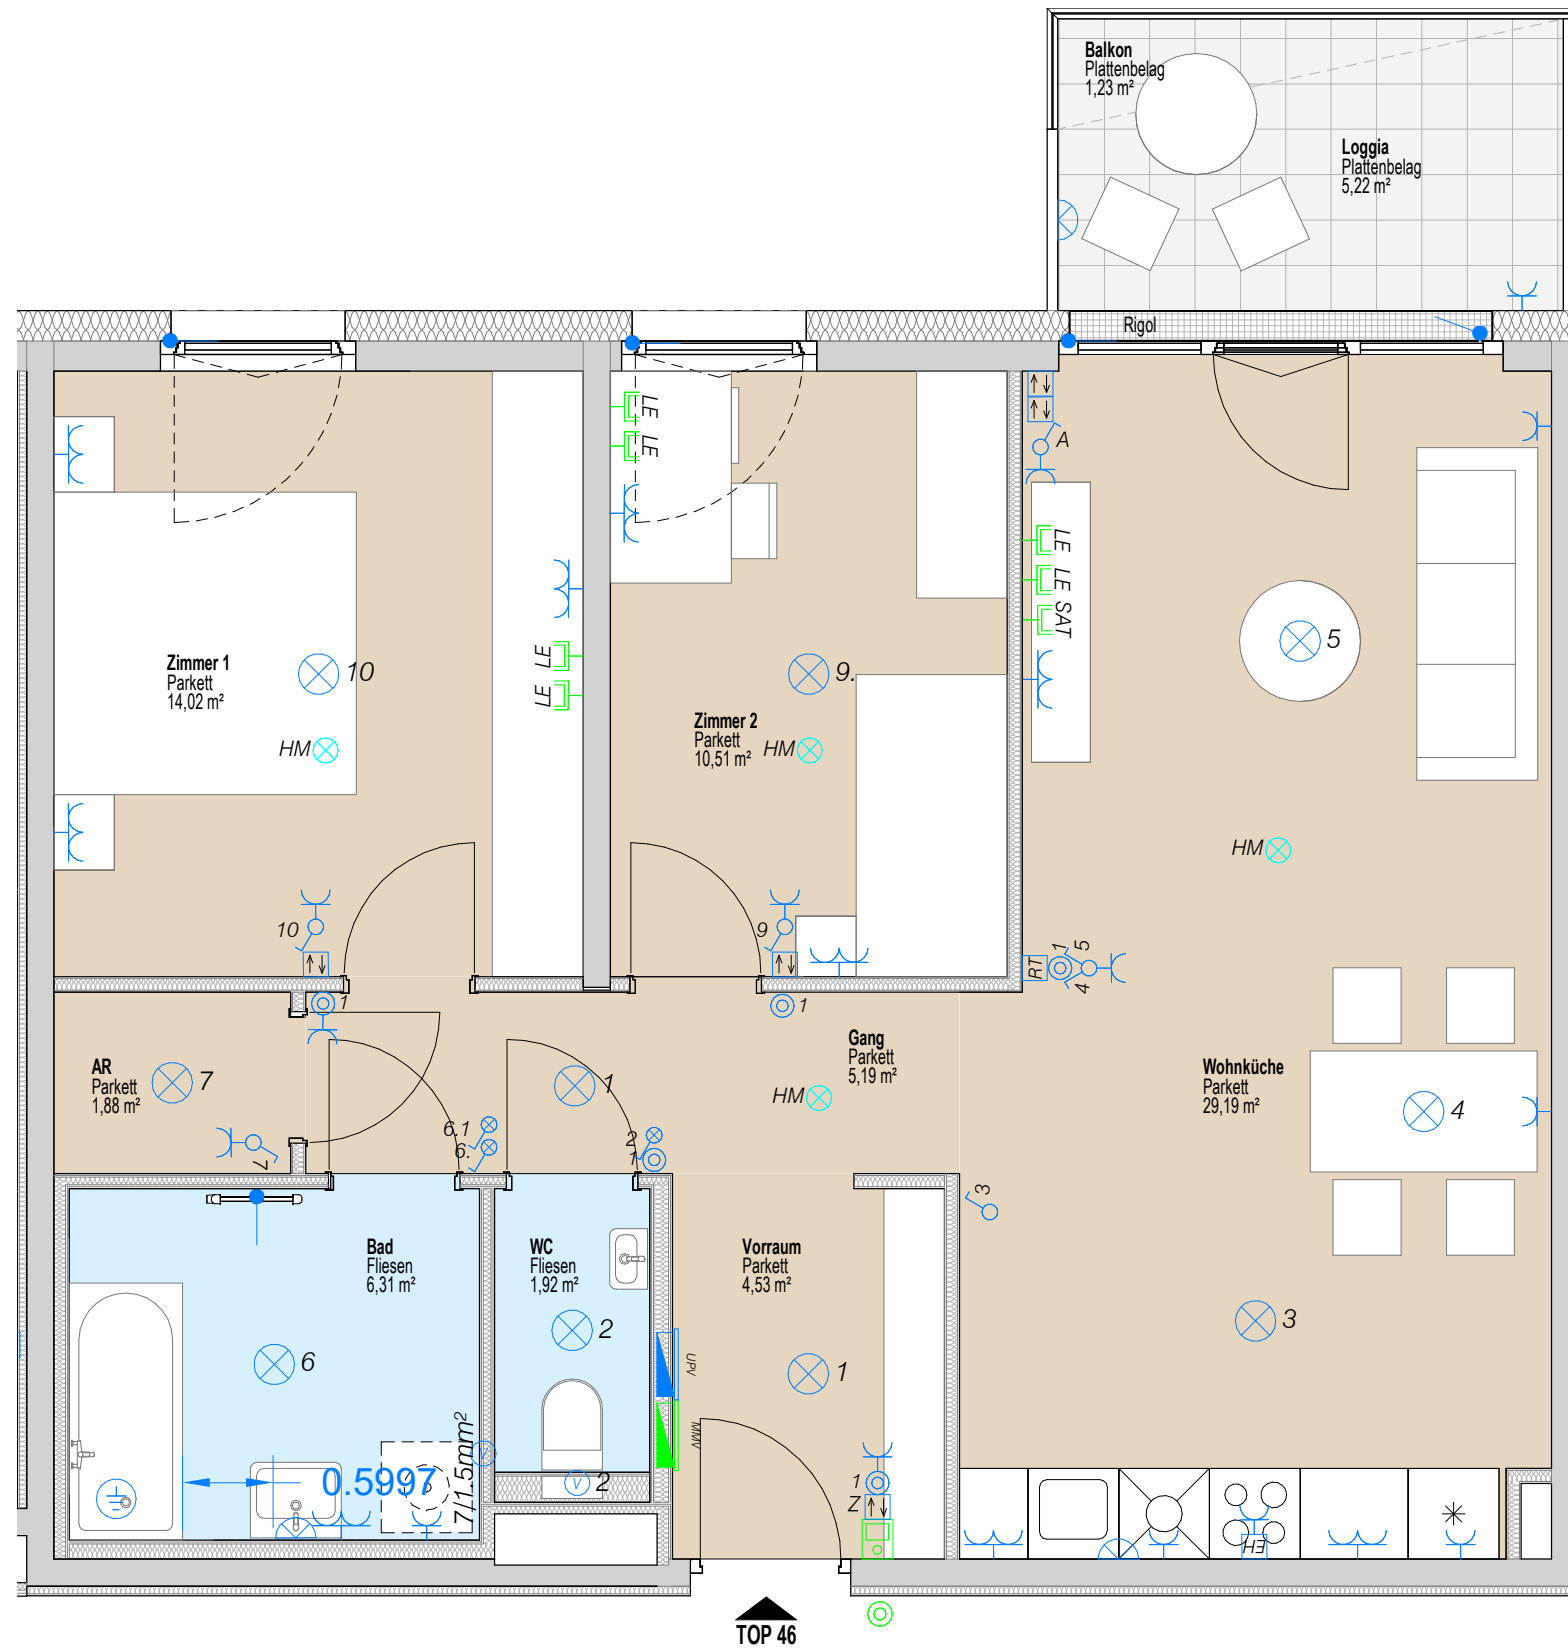 Balkon
Plattenbelag
1,23 m²
Loggia
Plattenbelag
5,22 m²
Rigol
LE
LE
A
LE
LE
SAT
5
Zimmer 1
Parkett
14,02 m²
10
HM
LE
LE
Zimmer 2
Parkett
10,51 m²
9.
HM
HM
10
9
RT
1
5
4
1
1
AR
Parkett
1,88 m²
7
1
Gang
Parkett
5,19 m²
HM
Wohnküche
Parkett
29,19 m²
4
6.1
6.
2
1
7
3
Bad
Fliesen
6,31 m²
WC
Fliesen
1,92 m²
Vorraum
Parkett
4,53 m²
6
2
1
3
UPV
MMV
0.5997
7/1.5mm²
V
V
2
1
Z
EH
TOP 46